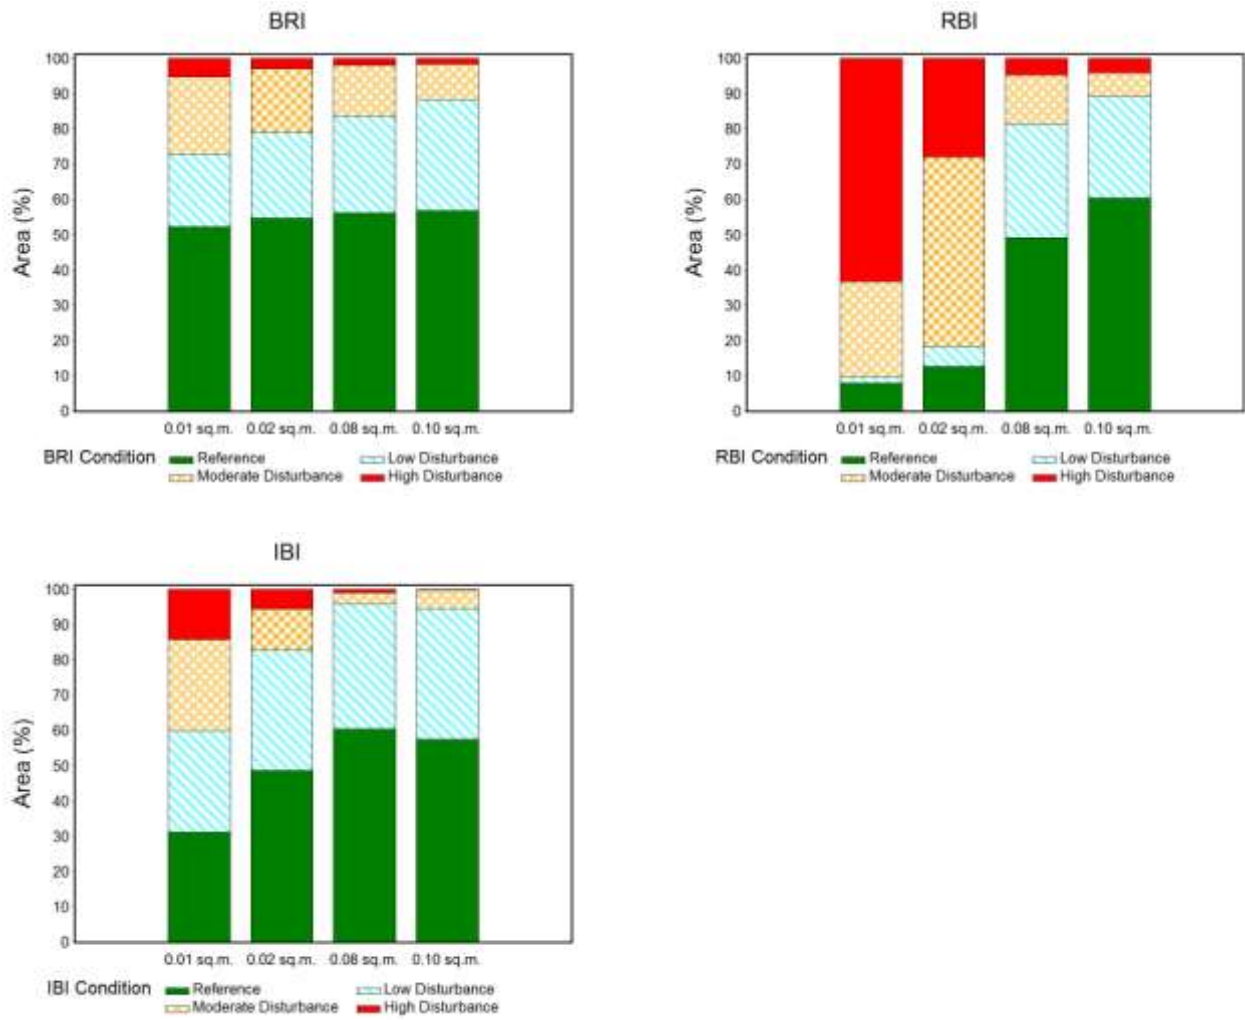 BRI
Area (%)
100
90
80
70
60
50
40
30
20
10
0
0.01 sq.m. 0.02 sq.m. 0.08 sq.m. 0.10 sq.m.
BRI Condition Reference Low Disturbance
Moderate Disturbance High Disturbance
RBI
Area (%)
100
90
80
70
60
50
40
30
20
10
0
0.01 sq.m. 0.02 sq.m. 0.08 sq.m. 0.10 sq.m.
RBI Condition Reference Low Disturbance
Moderate Disturbance High Disturbance
IBI
Area (%)
100
90
80
70
60
50
40
30
20
10
0
0.01 sq.m. 0.02 sq.m. 0.08 sq.m. 0.10 sq.m.
IBI Condition Reference Low Disturbance
Moderate Disturbance High Disturbance